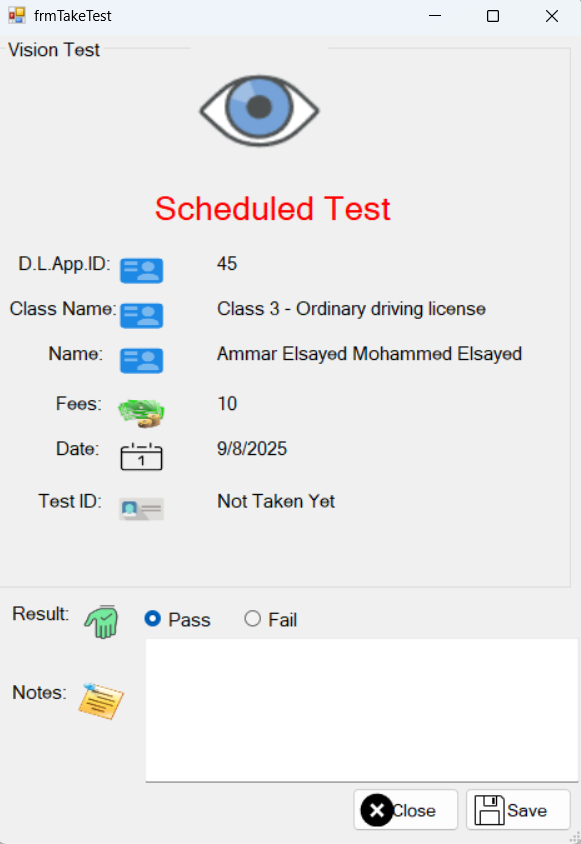 frmTakeTest
Vision Test
Scheduled Test
D.L.App.ID: 45
Class Name: Class 3 - Ordinary driving license
Name: Ammar Elsayed Mohammed Elsayed
Fees: 10
Date: 1 9/8/2025
Test ID: Not Taken Yet
Result: Pass Fail
Notes:
Close Save